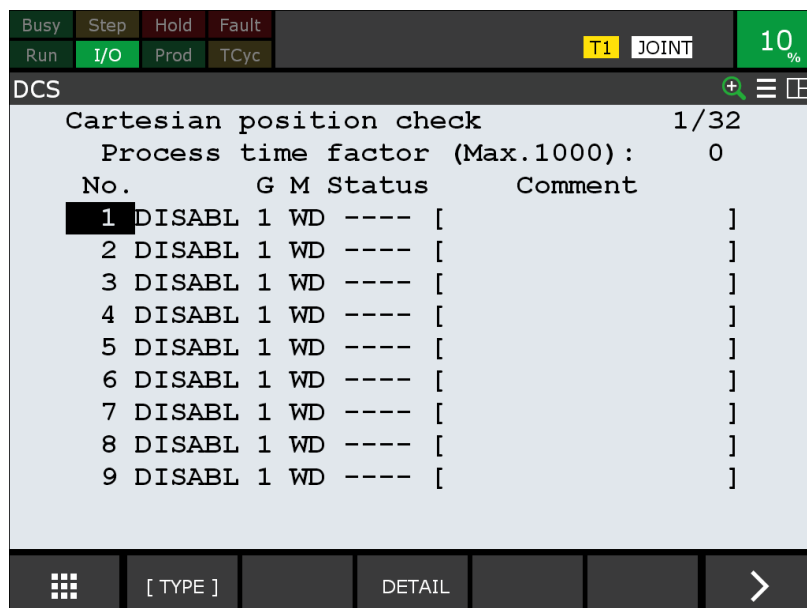 Busy Step Hold Fault
Run I/O Prod TCyc
T1 JOINT
10%
DCS
Cartesian position check 1/32
Process time factor (Max.1000): 0
No. G M Status Comment
1 DISABL 1 WD ---- [ ]
2 DISABL 1 WD ---- [ ]
3 DISABL 1 WD ---- [ ]
4 DISABL 1 WD ---- [ ]
5 DISABL 1 WD ---- [ ]
6 DISABL 1 WD ---- [ ]
7 DISABL 1 WD ---- [ ]
8 DISABL 1 WD ---- [ ]
9 DISABL 1 WD ---- [ ]
[ TYPE ] DETAIL